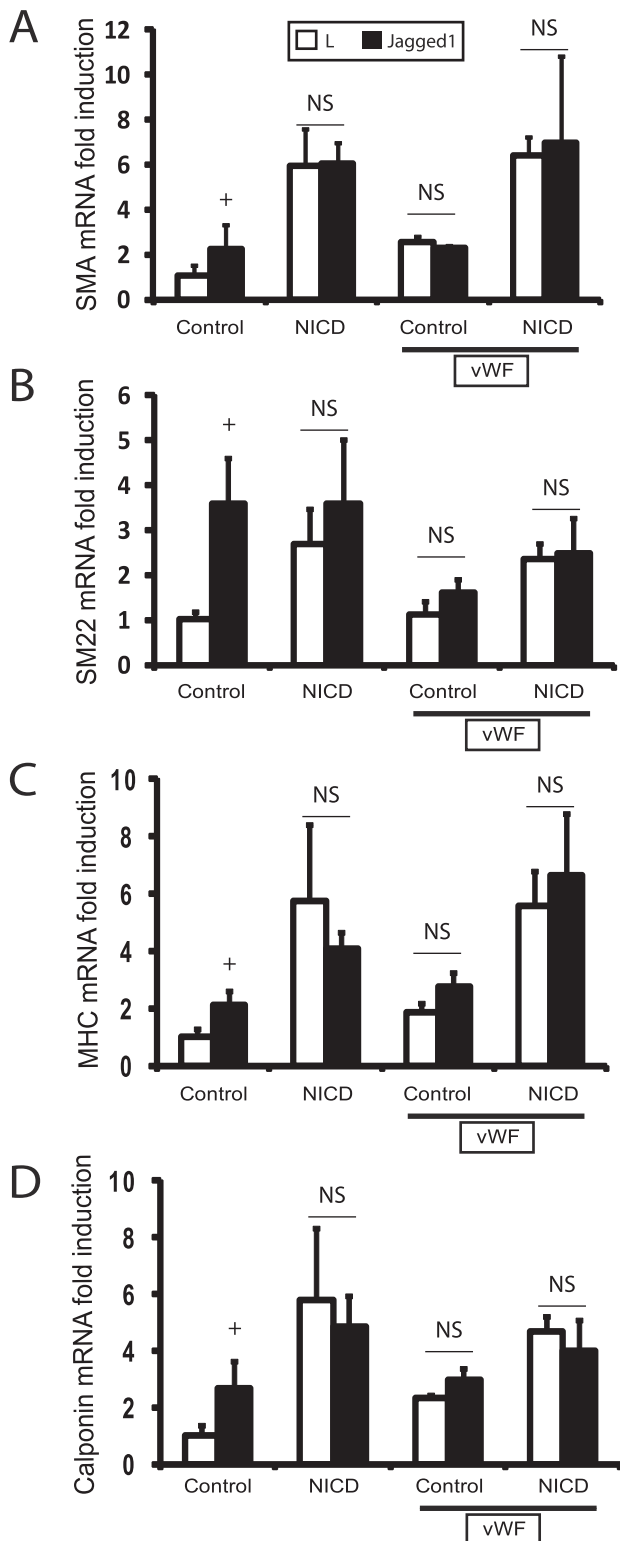 A
SMA mRNA fold induction
12
10
8
6
4
2
0
L Jagged1
+
NS
NS
NS
Control NICD Control NICD
vWF
B
SM22 mRNA fold induction
6
5
4
3
2
1
0
+
NS
NS
NS
Control NICD Control NICD
vWF
C
MHC mRNA fold induction
10
8
6
4
2
0
+
NS
NS
NS
Control NICD Control NICD
vWF
D
Calponin mRNA fold induction
10
8
6
4
2
0
+
NS
NS
NS
Control NICD Control NICD
vWF